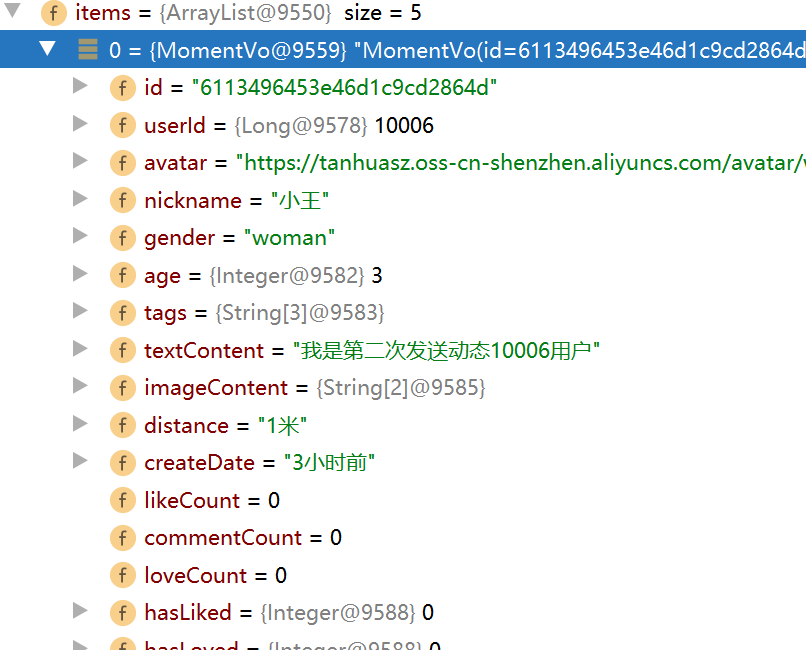 f items = {ArrayList@9550} size = 5
0 = {MomentVo@9559} "MomentVo(id=6113496453e46d1c9cd2864d
f id = "6113496453e46d1c9cd2864d"
f userId = {Long@9578} 10006
f avatar = "https://tanhuasz.oss-cn-shenzhen.aliyuncs.com/avatar/
f nickname = "小王"
f gender = "woman"
f age = {Integer@9582} 3
f tags = {String[3]@9583}
f textContent = "我是第二次发送动态10006用户"
f imageContent = {String[2]@9585}
f distance = "1米"
f createDate = "3小时前"
f likeCount = 0
f commentCount = 0
f loveCount = 0
f hasLiked = {Integer@9588} 0
f hasLoved = {Integer@9588} 0